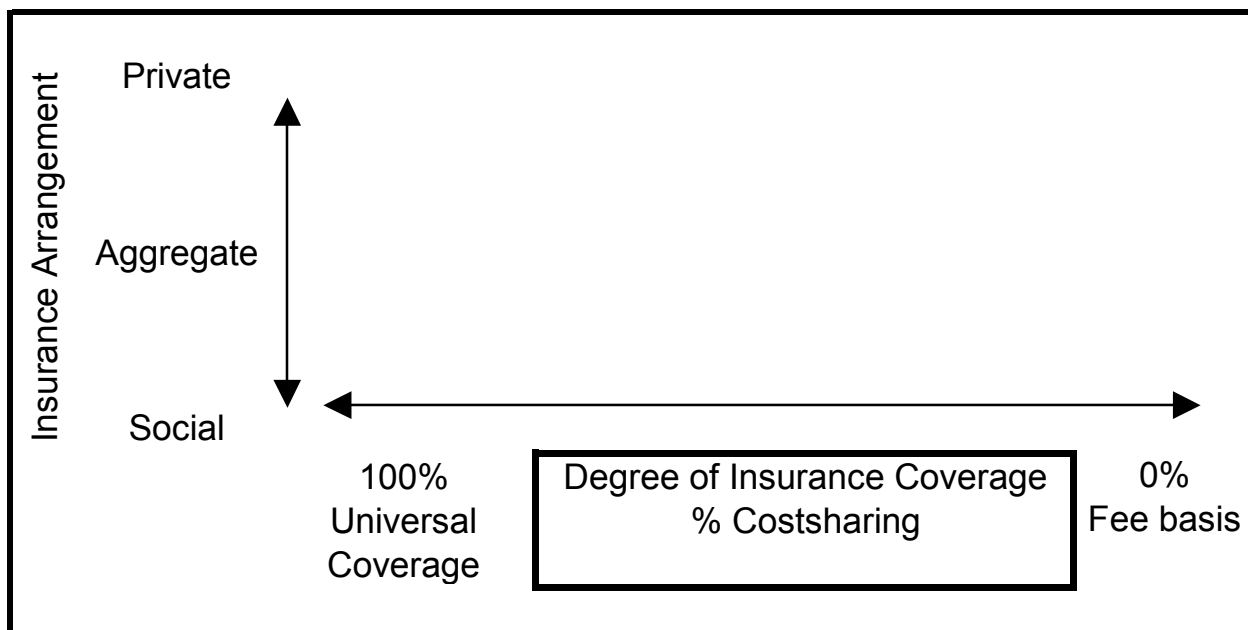 Insurance Arrangement
Private
Aggregate
Social
100%
Universal
Coverage
Degree of Insurance Coverage
% Costsharing
0%
Fee basis